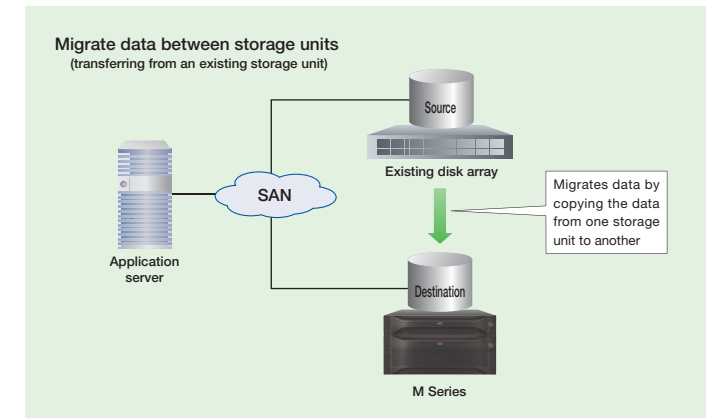 Migrate data between storage units
(transferring from an existing storage unit)
Source
Existing disk array
SAN
Migrates data by
copying the data
from one storage
unit to another
Application
server
Destination
M Series